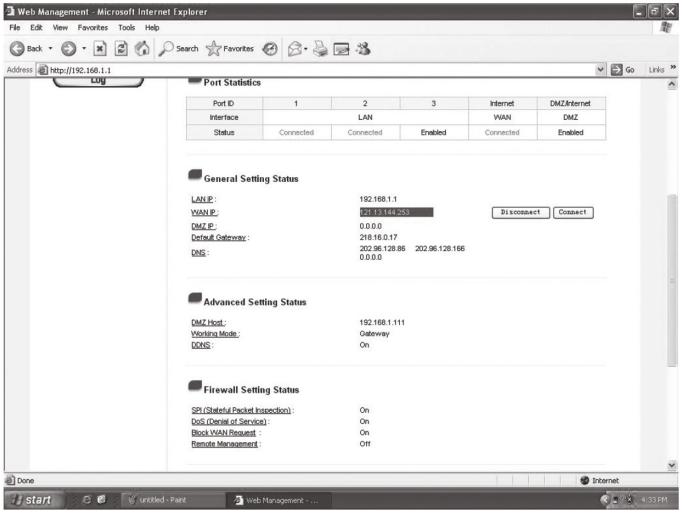 Web Management - Microsoft Internet Explorer
File Edit View Favorites Tools Help
Back Search Favorites
Address http://192.168.1.1 Go Links »
Log
Port Statistics
Port ID 1 2 3 Internet DMZ/Internet
Interface LAN WAN DMZ
Status Connected Connected Enabled Connected Enabled
General Setting Status
LAN IP : 192.168.1.1
WAN IP : 121.13.144.253 Disconnect Connect
DMZ IP : 0.0.0.0
Default Gateway : 218.16.0.17
DNS : 202.96.128.86 202.96.128.166
0.0.0.0
Advanced Setting Status
DMZ Host : 192.168.1.111
Working Mode : Gateway
DDNS : On
Firewall Setting Status
SPI (Stateful Packet Inspection) : On
DoS (Denial of Service) : On
Block WAN Request : On
Remote Management : Off
Done Internet
start untitled - Paint Web Management - ... 4:33 PM